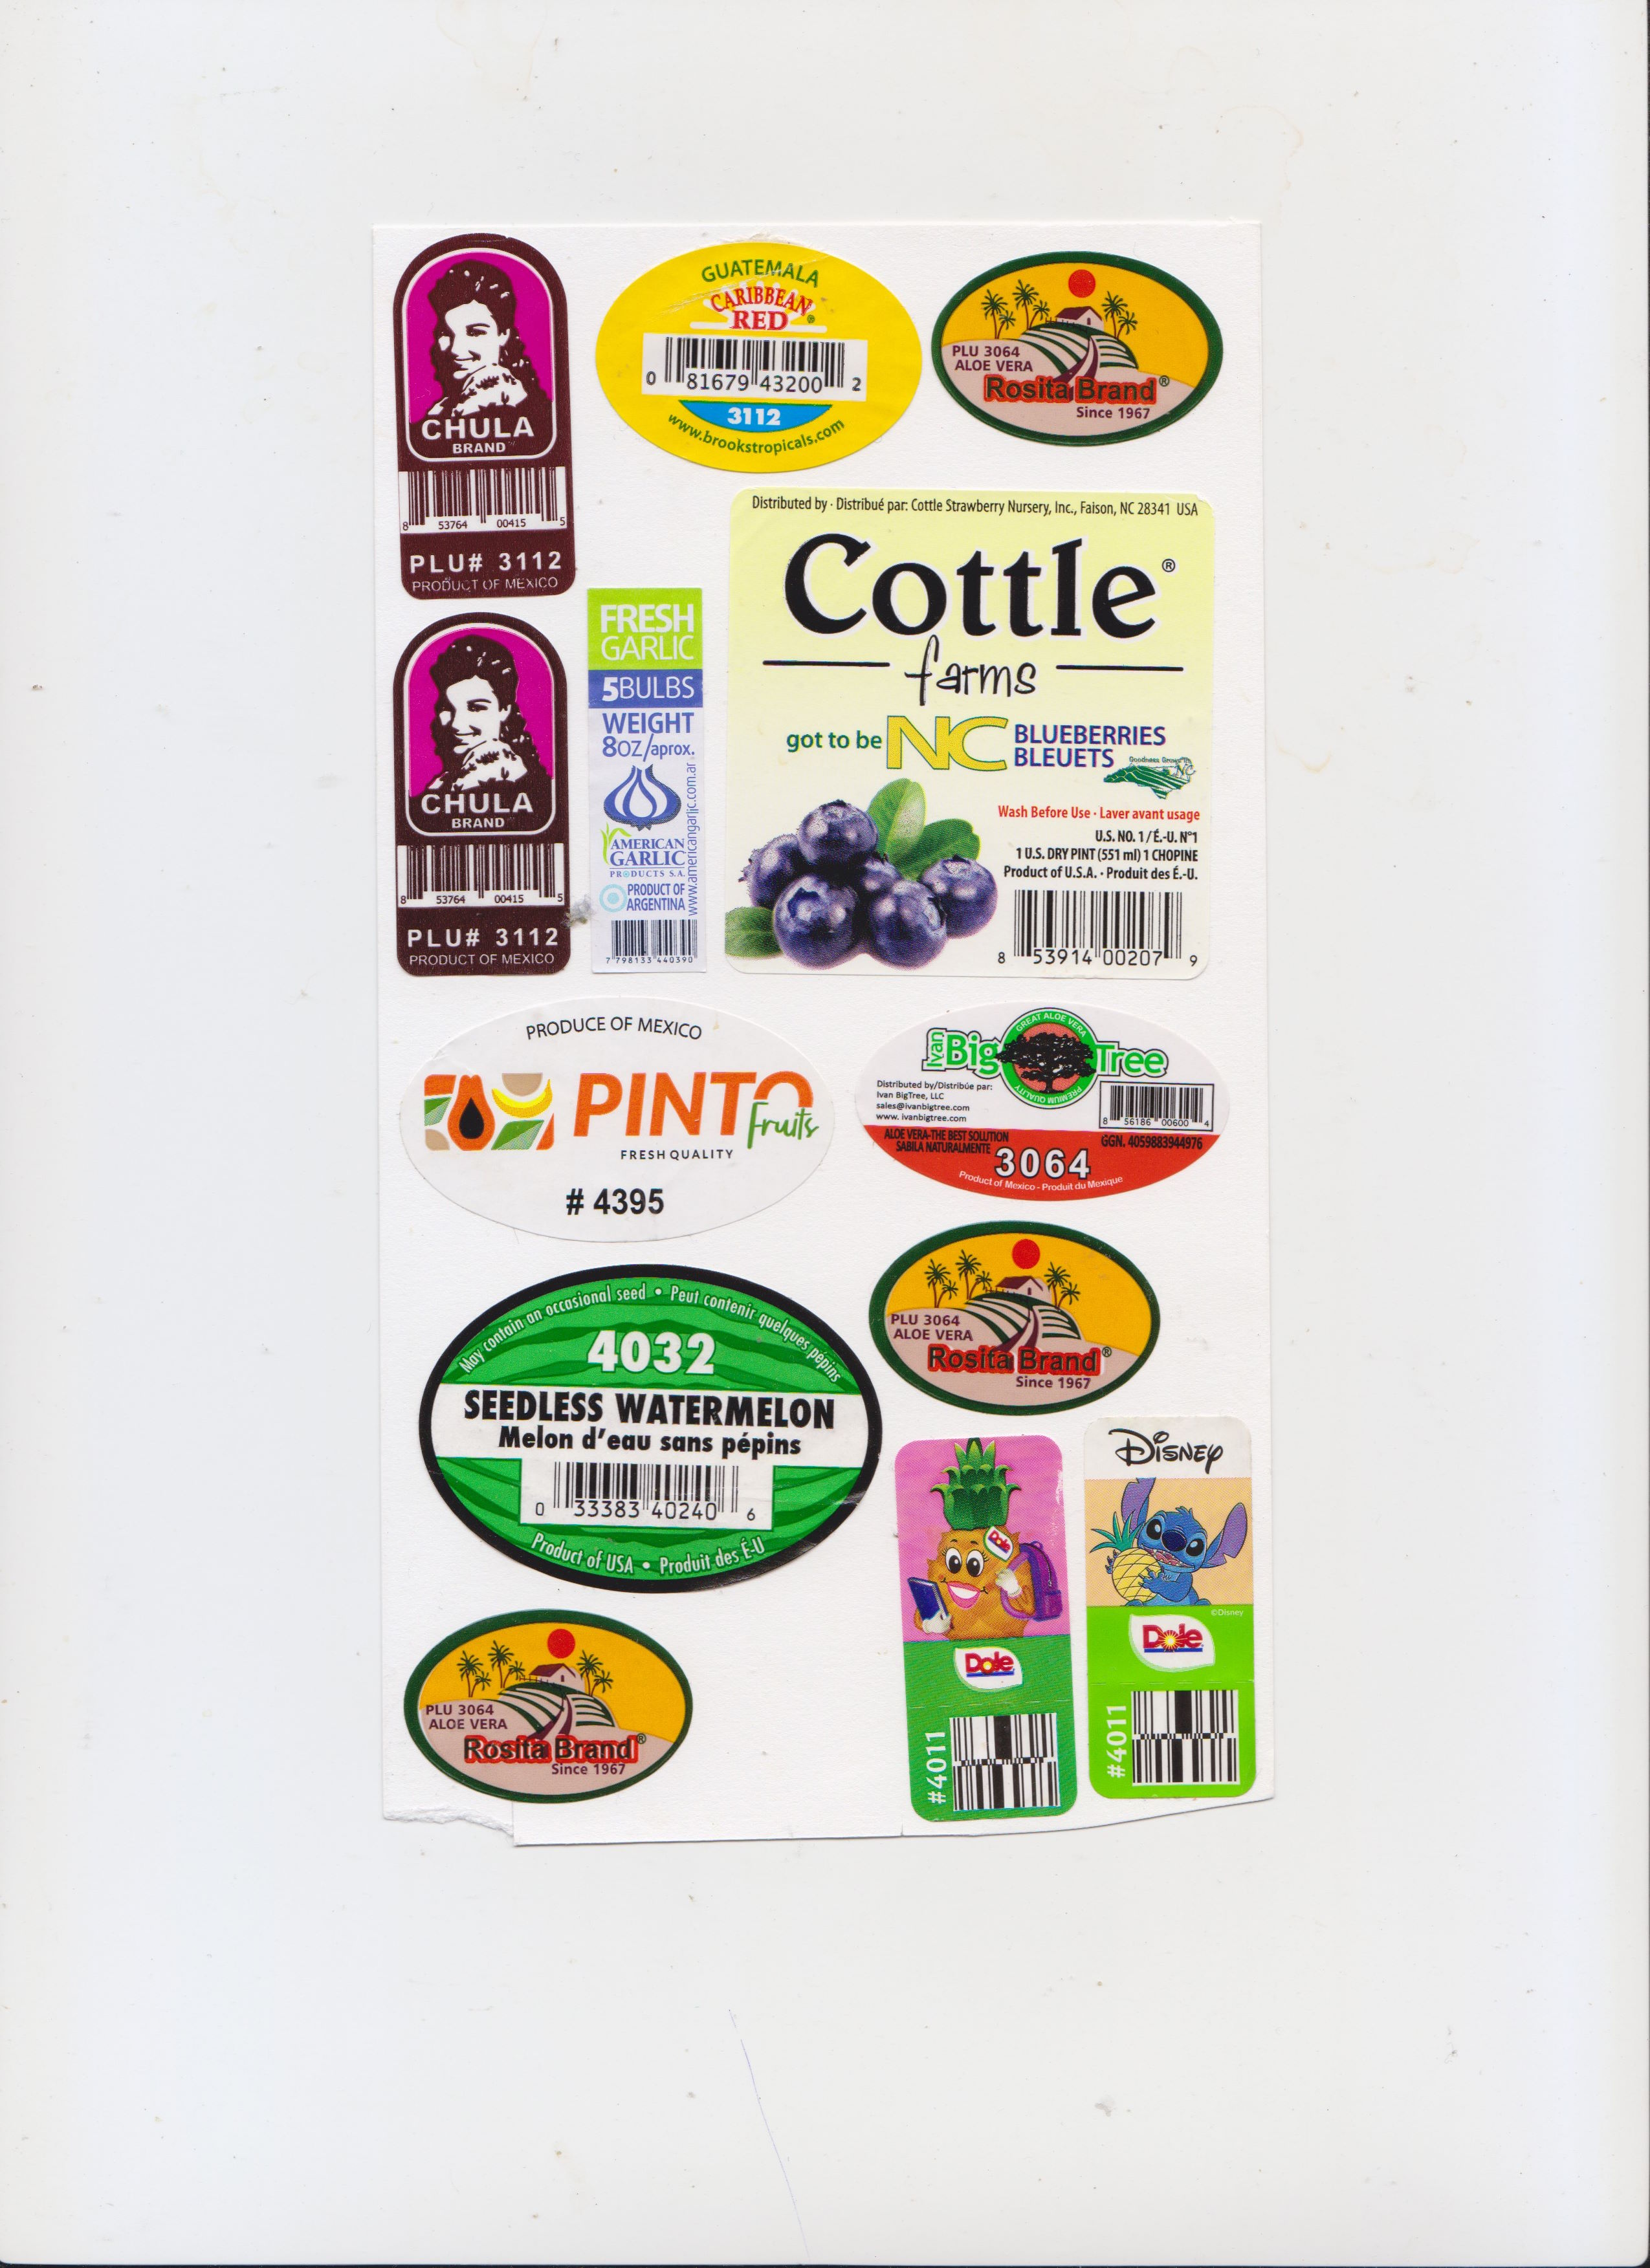 CHULA
BRAND
8 53764 00415 5
PLU# 3112
PRODUCT OF MEXICO
GUATEMALA
CARIBBEAN
RED®
0 81679 43200 2
3112
www.brookstropicals.com
PLU 3064
ALOE VERA
Rosita Brand®
Since 1967
CHULA
BRAND
8 53764 00415 5
PLU# 3112
PRODUCT OF MEXICO
FRESH
GARLIC
5BULBS
WEIGHT
8OZ/aprox.
AMERICAN
GARLIC
PRODUCTS S.A.
PRODUCT OF
ARGENTINA
www.americangarlic.com.ar
7 798133 440390
Distributed by · Distribué par: Cottle Strawberry Nursery, Inc., Faison, NC 28341 USA
Cottle®
farms
got to be NC BLUEBERRIES
BLEUETS
Goodness Grows in
NC
Wash Before Use · Laver avant usage
U.S. NO. 1 / É.-U. N°1
1 U.S. DRY PINT (551 ml) 1 CHOPINE
Product of U.S.A. · Produit des É.-U.
8 53914 00207 9
PRODUCE OF MEXICO
PINTO
fruits
FRESH QUALITY
# 4395
Ivan Big Tree
GREAT ALOE VERA
PREMIUM QUALITY
Distributed by/Distribúe par:
Ivan BigTree, LLC
sales@ivanbigtree.com
www. ivanbigtree.com
8 56186 00600 4
ALOE VERA-THE BEST SOLUTION
SABILA NATURALMENTE
GGN. 4059883944976
3064
Product of Mexico - Produit du Mexique
May contain an occasional seed • Peut contenir quelques pépins
4032
SEEDLESS WATERMELON
Melon d'eau sans pépins
0 33383 40240 6
Product of USA • Produit des É-U
PLU 3064
ALOE VERA
Rosita Brand®
Since 1967
Dole
Dole
#4011
Disney
©Disney
Dole
#4011
PLU 3064
ALOE VERA
Rosita Brand®
Since 1967